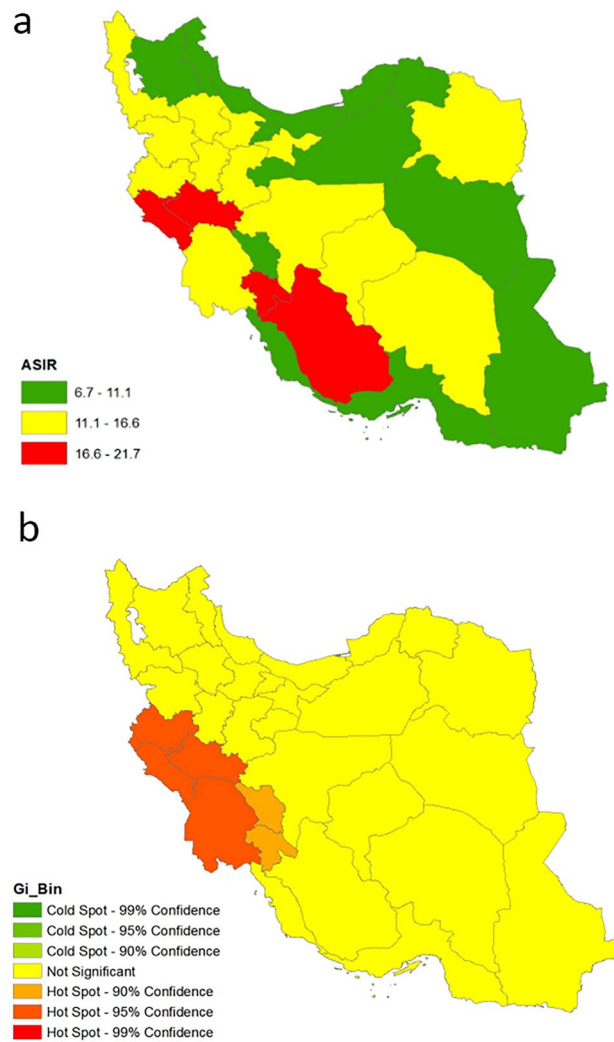 a
ASIR
6.7 - 11.1
11.1 - 16.6
16.6 - 21.7
b
Gi_Bin
Cold Spot - 99% Confidence
Cold Spot - 95% Confidence
Cold Spot - 90% Confidence
Not Significant
Hot Spot - 90% Confidence
Hot Spot - 95% Confidence
Hot Spot - 99% Confidence